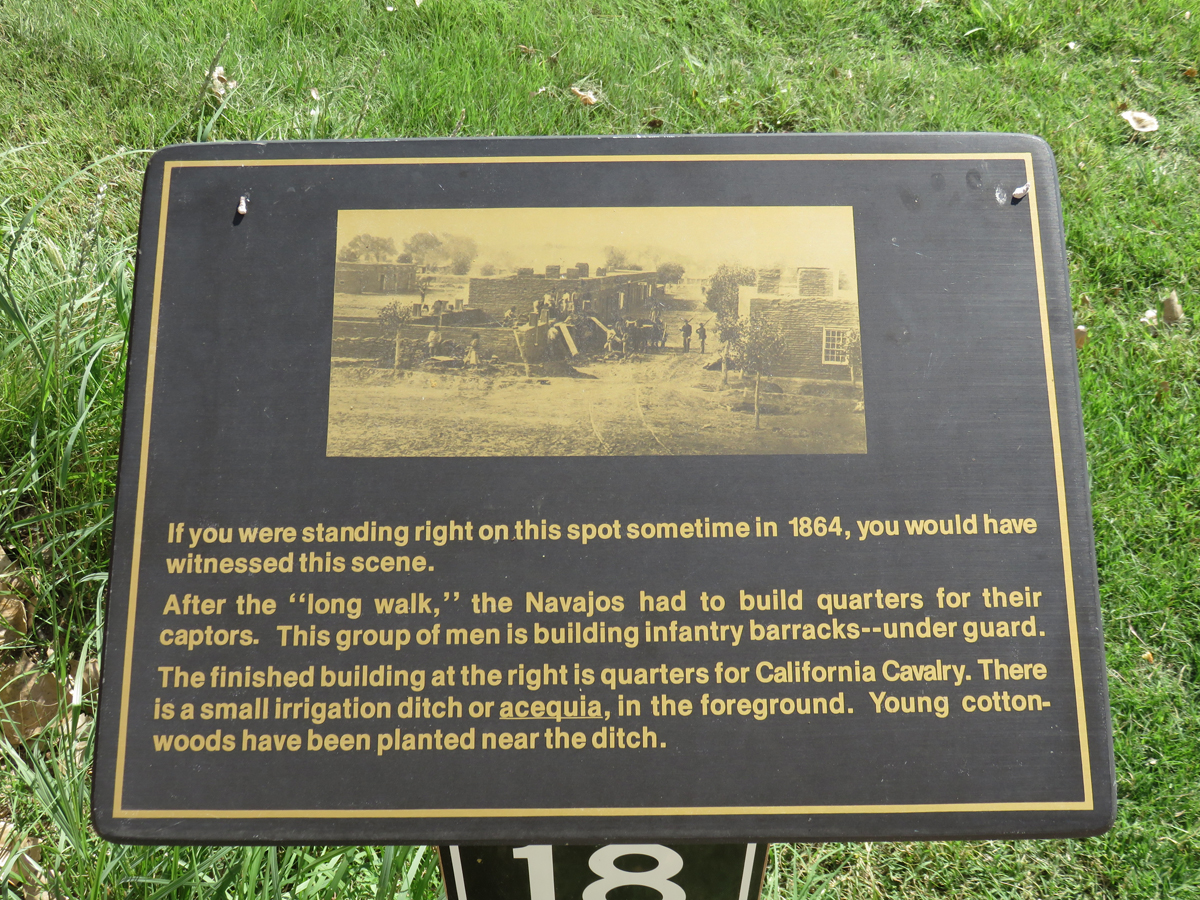 If you were standing right on this spot sometime in 1864, you would have
witnessed this scene.
After the ‘‘long walk,’’ the Navajos had to build quarters for their
captors. This group of men is building infantry barracks--under guard.
The finished building at the right is quarters for California Cavalry. There
is a small irrigation ditch or acequia, in the foreground. Young cotton-
woods have been planted near the ditch.
18